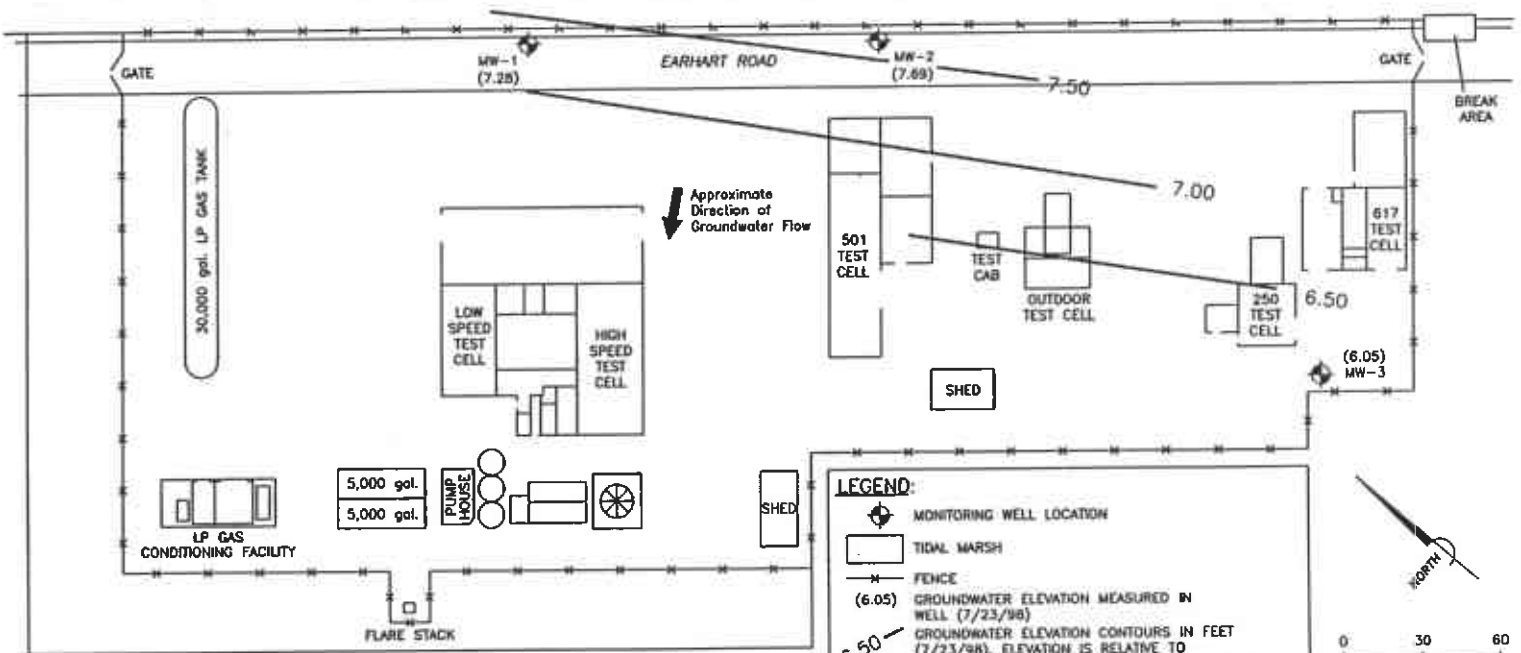 GATE
MW-1
(7.28)
EARHART ROAD
MW-2
(7.69)
7.50
GATE
BREAK
AREA
30,000 gal. LP GAS TANK
Approximate
Direction of
Groundwater Flow
7.00
501
TEST
CELL
TEST
CAB
OUTDOOR
TEST CELL
617
TEST
CELL
250
TEST
CELL
6.50
LOW
SPEED
TEST
CELL
HIGH
SPEED
TEST
CELL
(6.05)
MW-3
SHED
5,000 gal.
5,000 gal.
PUMP
HOUSE
SHED
LP GAS
CONDITIONING FACILITY
FLARE STACK
LEGEND:
MONITORING WELL LOCATION
TIDAL MARSH
FENCE
(6.05) GROUNDWATER ELEVATION MEASURED IN
WELL (7/23/98)
6.50 GROUNDWATER ELEVATION CONTOURS IN FEET
(7/23/98). ELEVATION IS RELATIVE TO
NORTH
0 30 60